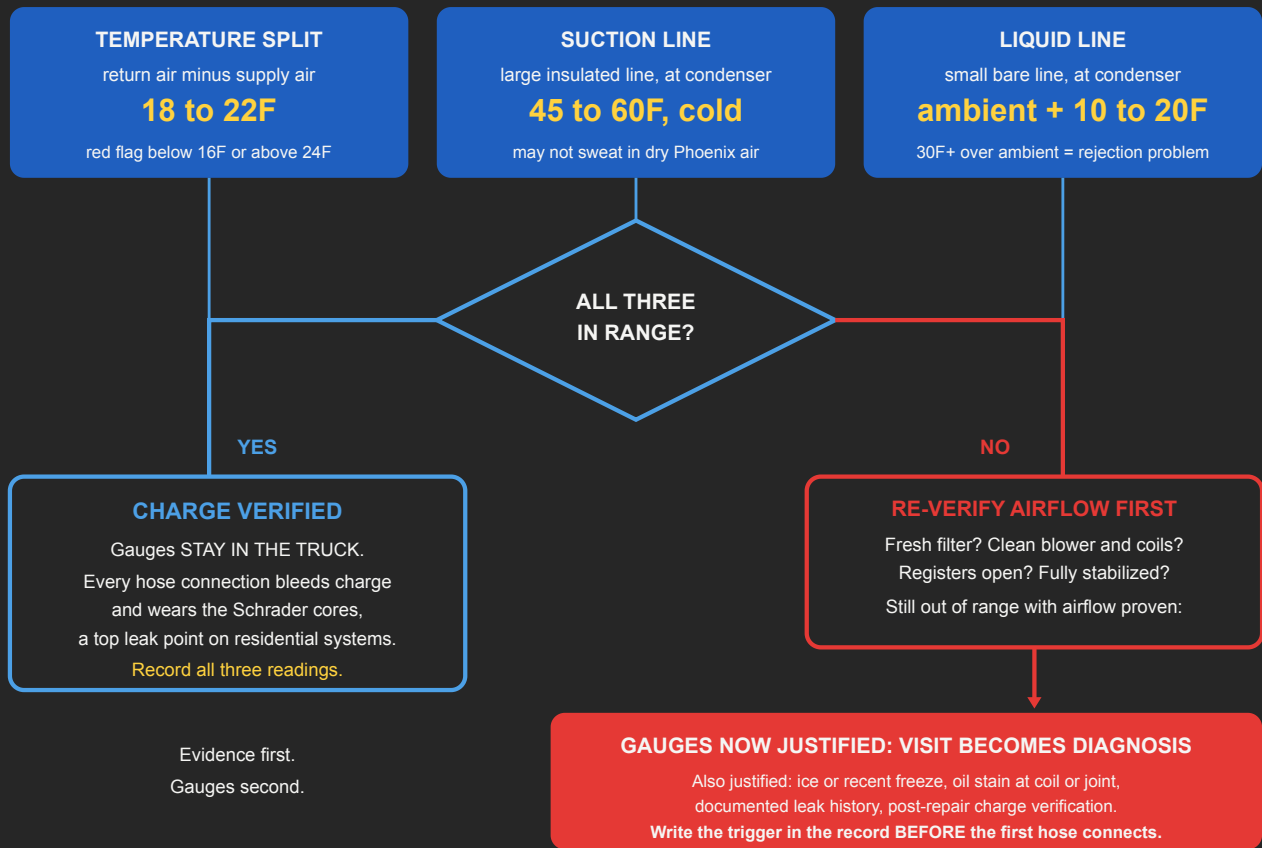 TEMPERATURE SPLIT
return air minus supply air
18 to 22F
red flag below 16F or above 24F
SUCTION LINE
large insulated line, at condenser
45 to 60F, cold
may not sweat in dry Phoenix air
LIQUID LINE
small bare line, at condenser
ambient + 10 to 20F
30F+ over ambient = rejection problem
ALL THREE
IN RANGE?
YES
NO
CHARGE VERIFIED
Gauges STAY IN THE TRUCK.
Every hose connection bleeds charge
and wears the Schrader cores,
a top leak point on residential systems.
Record all three readings.
RE-VERIFY AIRFLOW FIRST
Fresh filter? Clean blower and coils?
Registers open? Fully stabilized?
Still out of range with airflow proven:
Evidence first.
Gauges second.
GAUGES NOW JUSTIFIED: VISIT BECOMES DIAGNOSIS
Also justified: ice or recent freeze, oil stain at coil or joint,
documented leak history, post-repair charge verification.
Write the trigger in the record BEFORE the first hose connects.